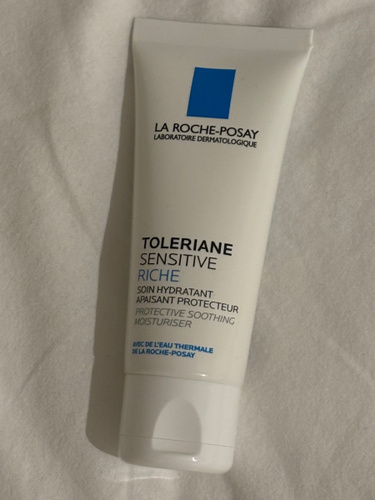 LA ROCHE-POSAY
LABORATOIRE DERMATOLOGIQUE
TOLERIANE
SENSITIVE
RICHE
SOIN HYDRATANT
APAISANT PROTECTEUR
PROTECTIVE SOOTHING
MOISTURISER
AVEC DE L'EAU THERMALE
DE LA ROCHE-POSAY